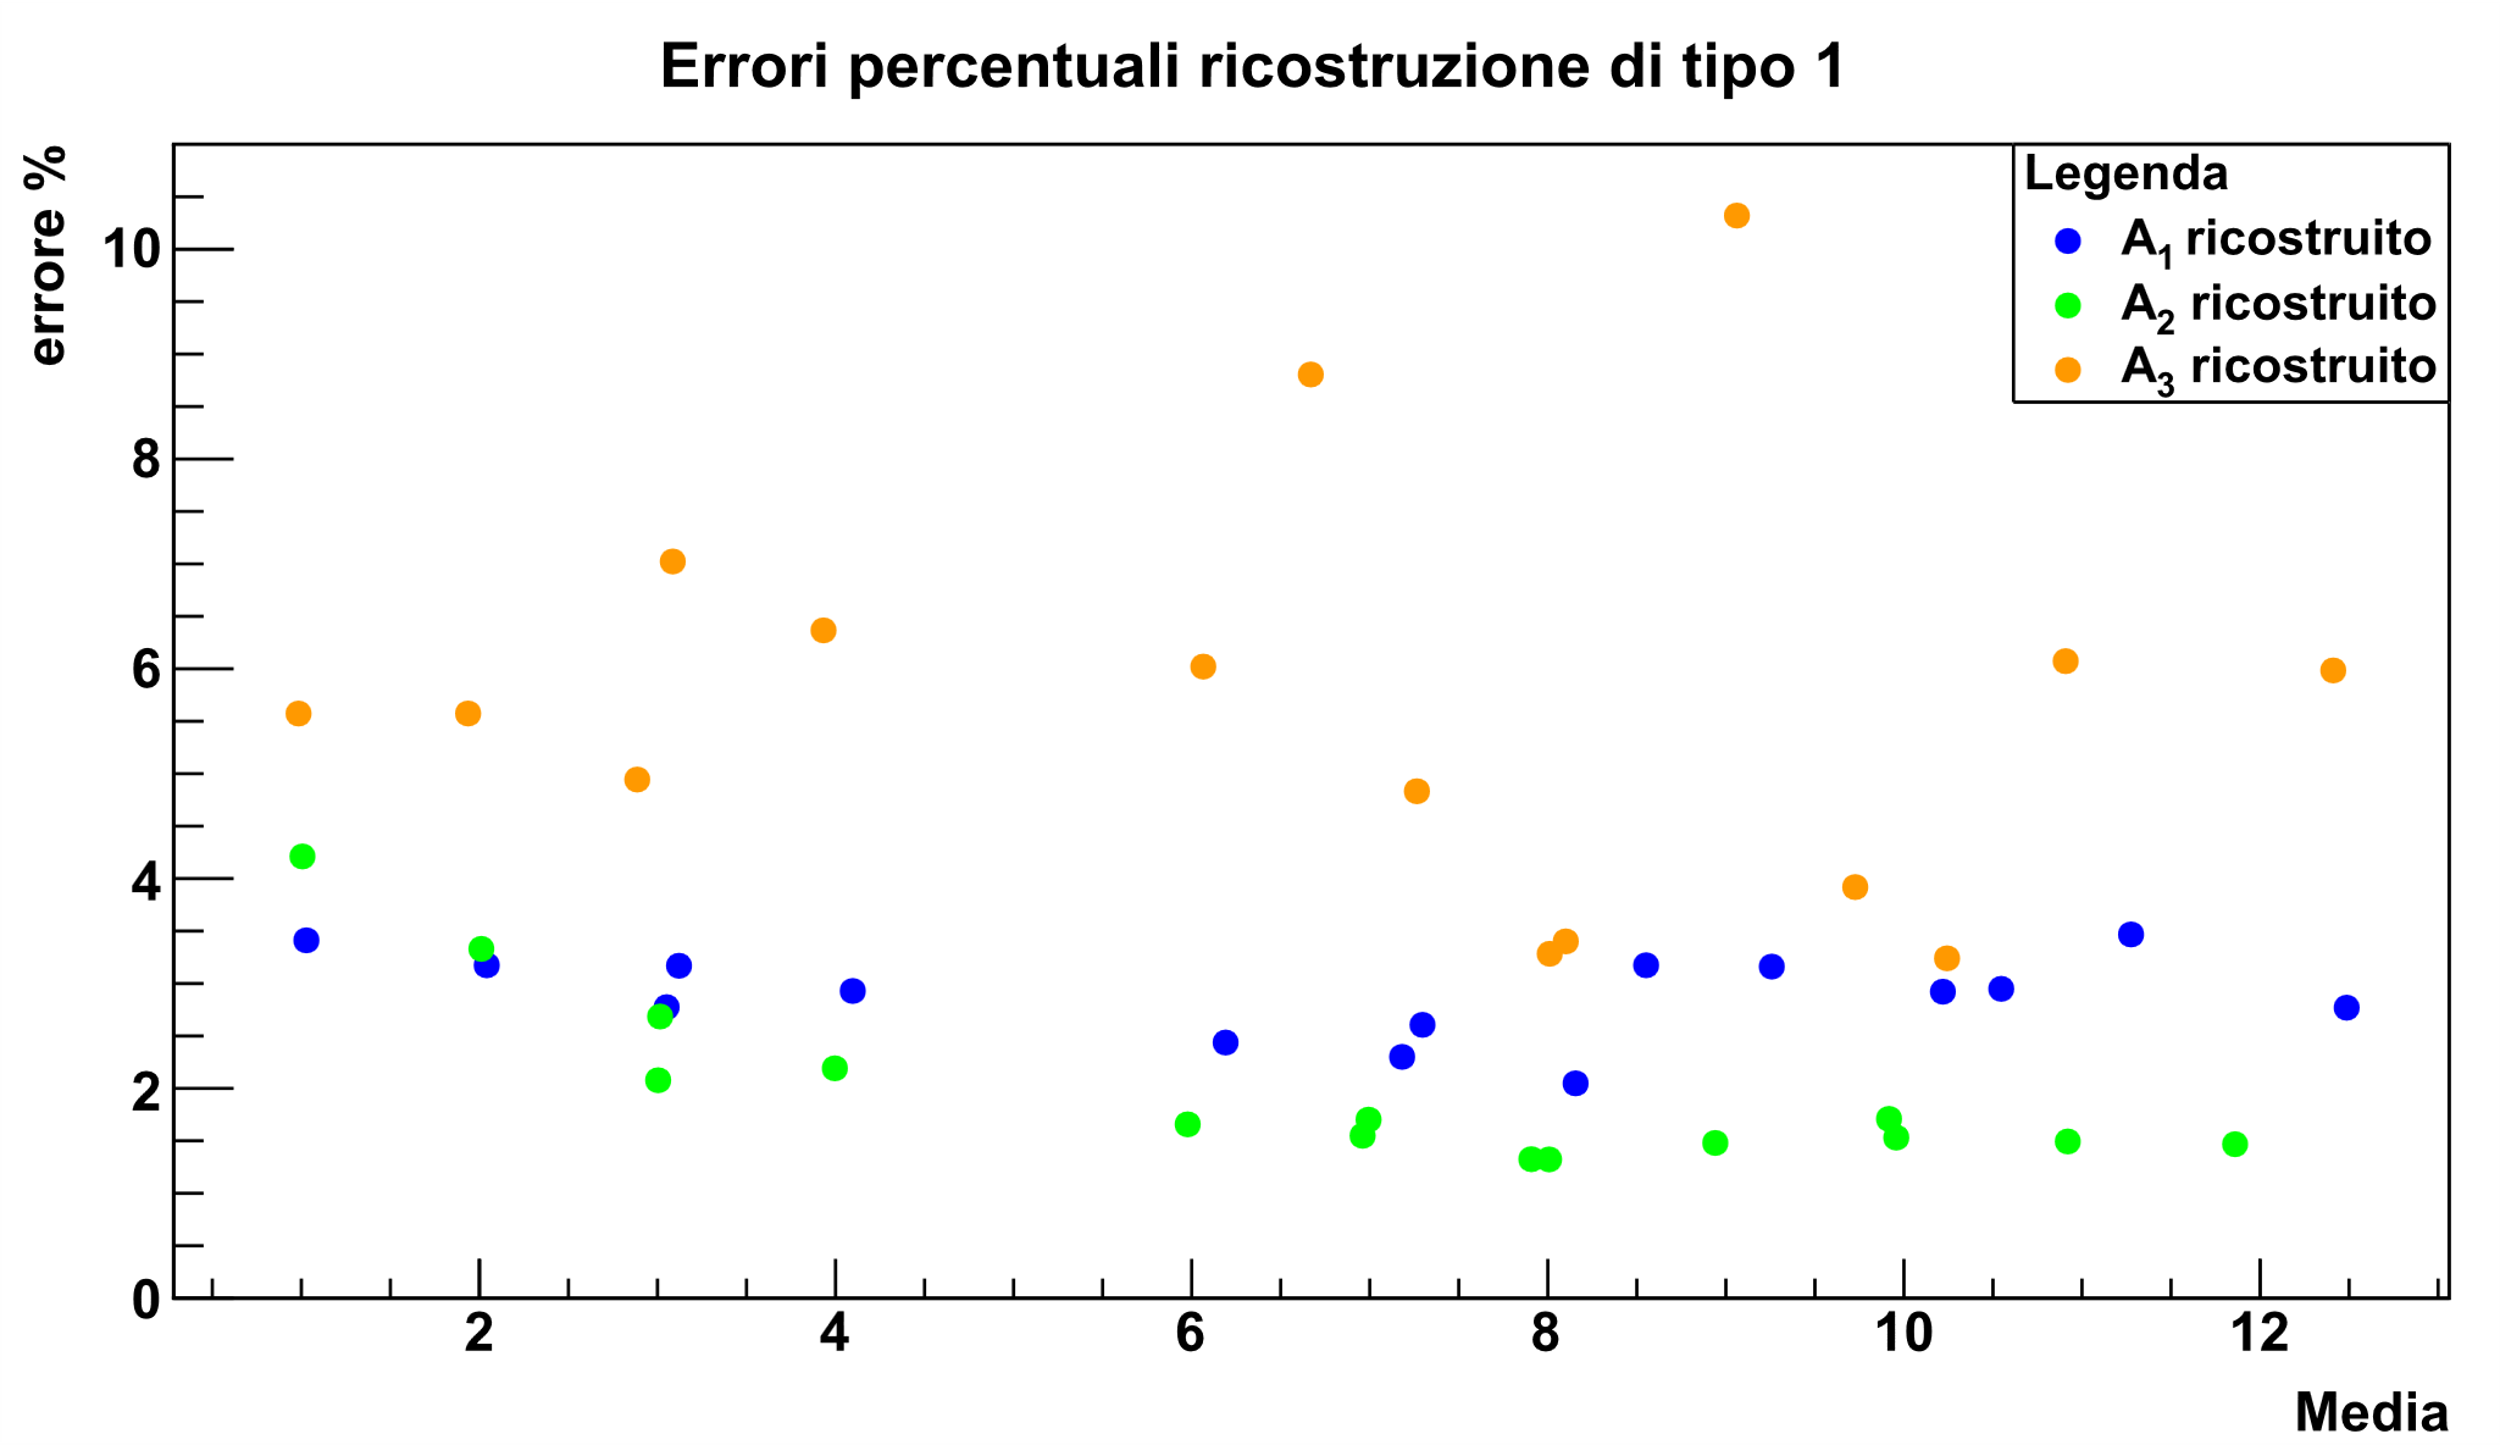 Errori percentuali ricostruzione di tipo 1
errore %
Legenda
A1 ricostruito
A2 ricostruito
A3 ricostruito
10
8
6
4
2
0
2 4 6 8 10 12
Media